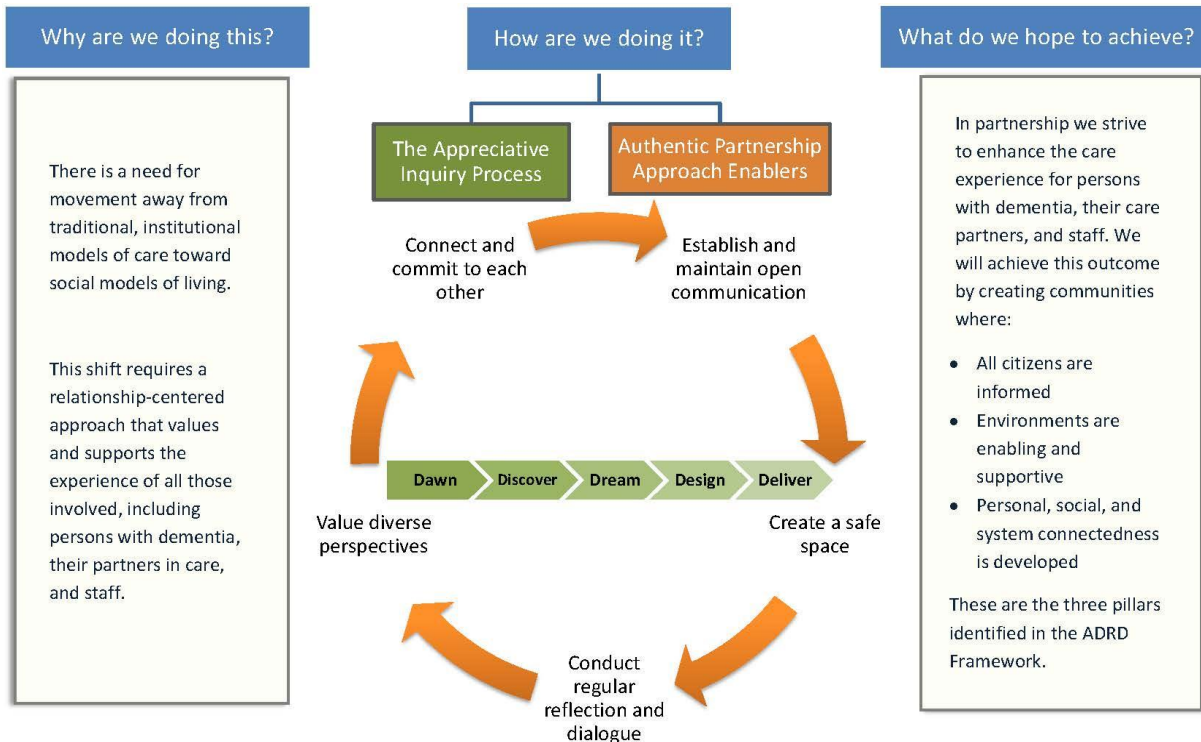 Why are we doing this?
There is a need for
movement away from
traditional, institutional
models of care toward
social models of living.
This shift requires a
relationship-centered
approach that values
and supports the
experience of all those
involved, including
persons with dementia,
their partners in care,
and staff.
How are we doing it?
The Appreciative
Inquiry Process
Authentic Partnership
Approach Enablers
Connect and
commit to each
other
Establish and
maintain open
communication
Dawn
Discover
Dream
Design
Deliver
Value diverse
perspectives
Create a safe
space
Conduct
regular
reflection and
dialogue
What do we hope to achieve?
In partnership we strive
to enhance the care
experience for persons
with dementia, their care
partners, and staff. We
will achieve this outcome
by creating communities
where:
• All citizens are
informed
• Environments are
enabling and
supportive
• Personal, social, and
system connectedness
is developed
These are the three pillars
identified in the ADRD
Framework.